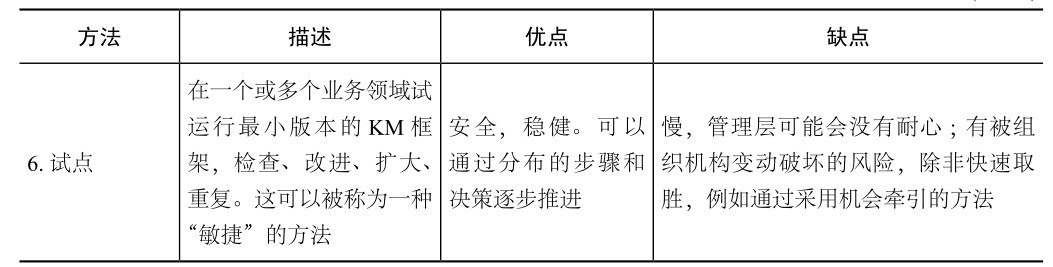 方法 描述 优点 缺点
6. 试点
在一个或多个业务领域试
运行最小版本的 KM 框
架，检查、改进、扩大、
重复。这可以被称为一种
“敏捷”的方法
安全，稳健。可以
通过分布的步骤和
决策逐步推进
慢，管理层可能会没有耐心；有被组
织机构变动破坏的风险，除非快速取
胜，例如通过采用机会牵引的方法